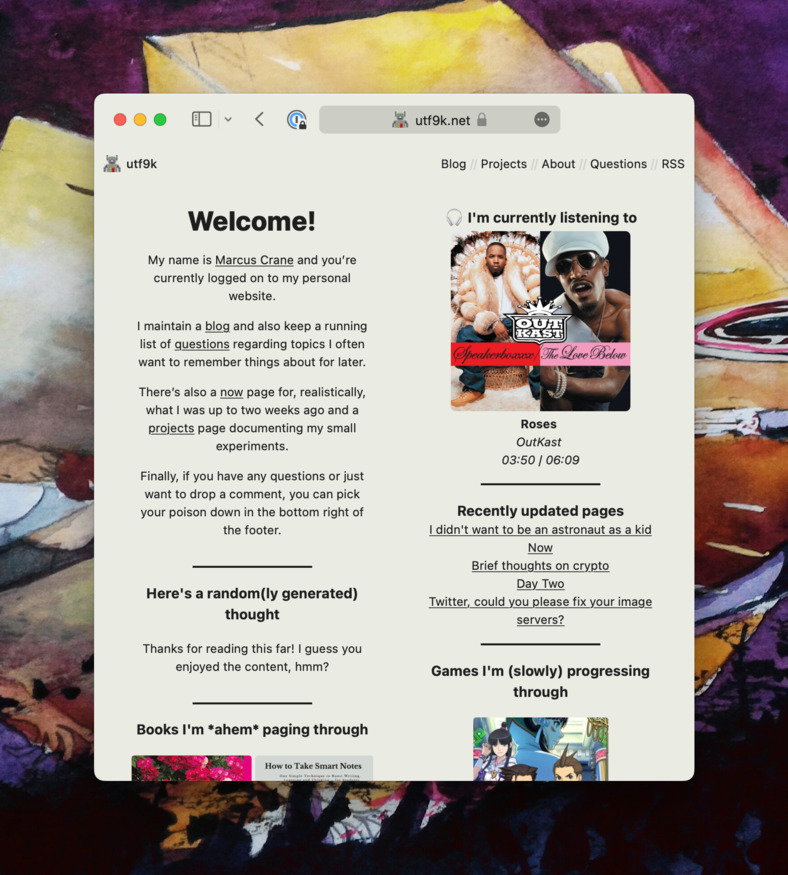 utf9k.net
utf9k
Blog // Projects // About // Questions // RSS
Welcome!
My name is Marcus Crane and you're
currently logged on to my personal
website.
I maintain a blog and also keep a running
list of questions regarding topics I often
want to remember things about for later.
There's also a now page for, realistically,
what I was up to two weeks ago and a
projects page documenting my small
experiments.
Finally, if you have any questions or just
want to drop a comment, you can pick
your poison down in the bottom right of
the footer.
Here's a random(ly generated)
thought
Thanks for reading this far! I guess you
enjoyed the content, hmm?
Books I'm *ahem* paging through
How to Take Smart Notes
One Simple Technique to Boost Writing,
🎧 I'm currently listening to
OUT
KAST
Speakerboxxx/The Love Below
Roses
OutKast
03:50 / 06:09
Recently updated pages
I didn't want to be an astronaut as a kid
Now
Brief thoughts on crypto
Day Two
Twitter, could you please fix your image
servers?
Games I'm (slowly) progressing
through